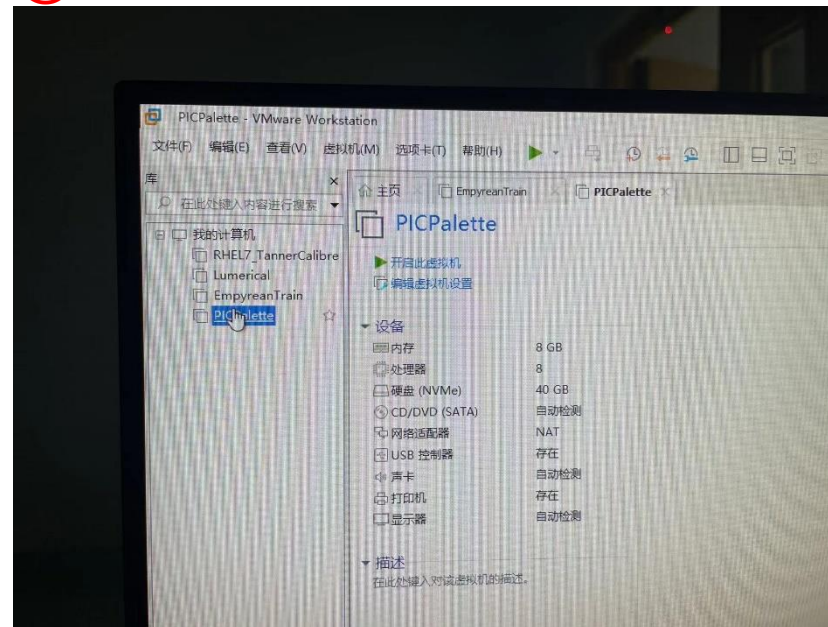 PICPalette - VMware Workstation
文件(F) 编辑(E) 查看(V) 虚拟机(M) 选项卡(T) 帮助(H)
库 ×
在此处键入内容进行搜索
我的计算机
RHEL7_TannerCalibre
Lumerical
EmpyreanTrain
PICPalette
主页 × EmpyreanTrain × PICPalette ×
PICPalette
开启此虚拟机
编辑虚拟机设置
设备
内存 8 GB
处理器 8
硬盘 (NVMe) 40 GB
CD/DVD (SATA) 自动检测
网络适配器 NAT
USB 控制器 存在
声卡 自动检测
打印机 存在
显示器 自动检测
描述
在此处键入对该虚拟机的描述。